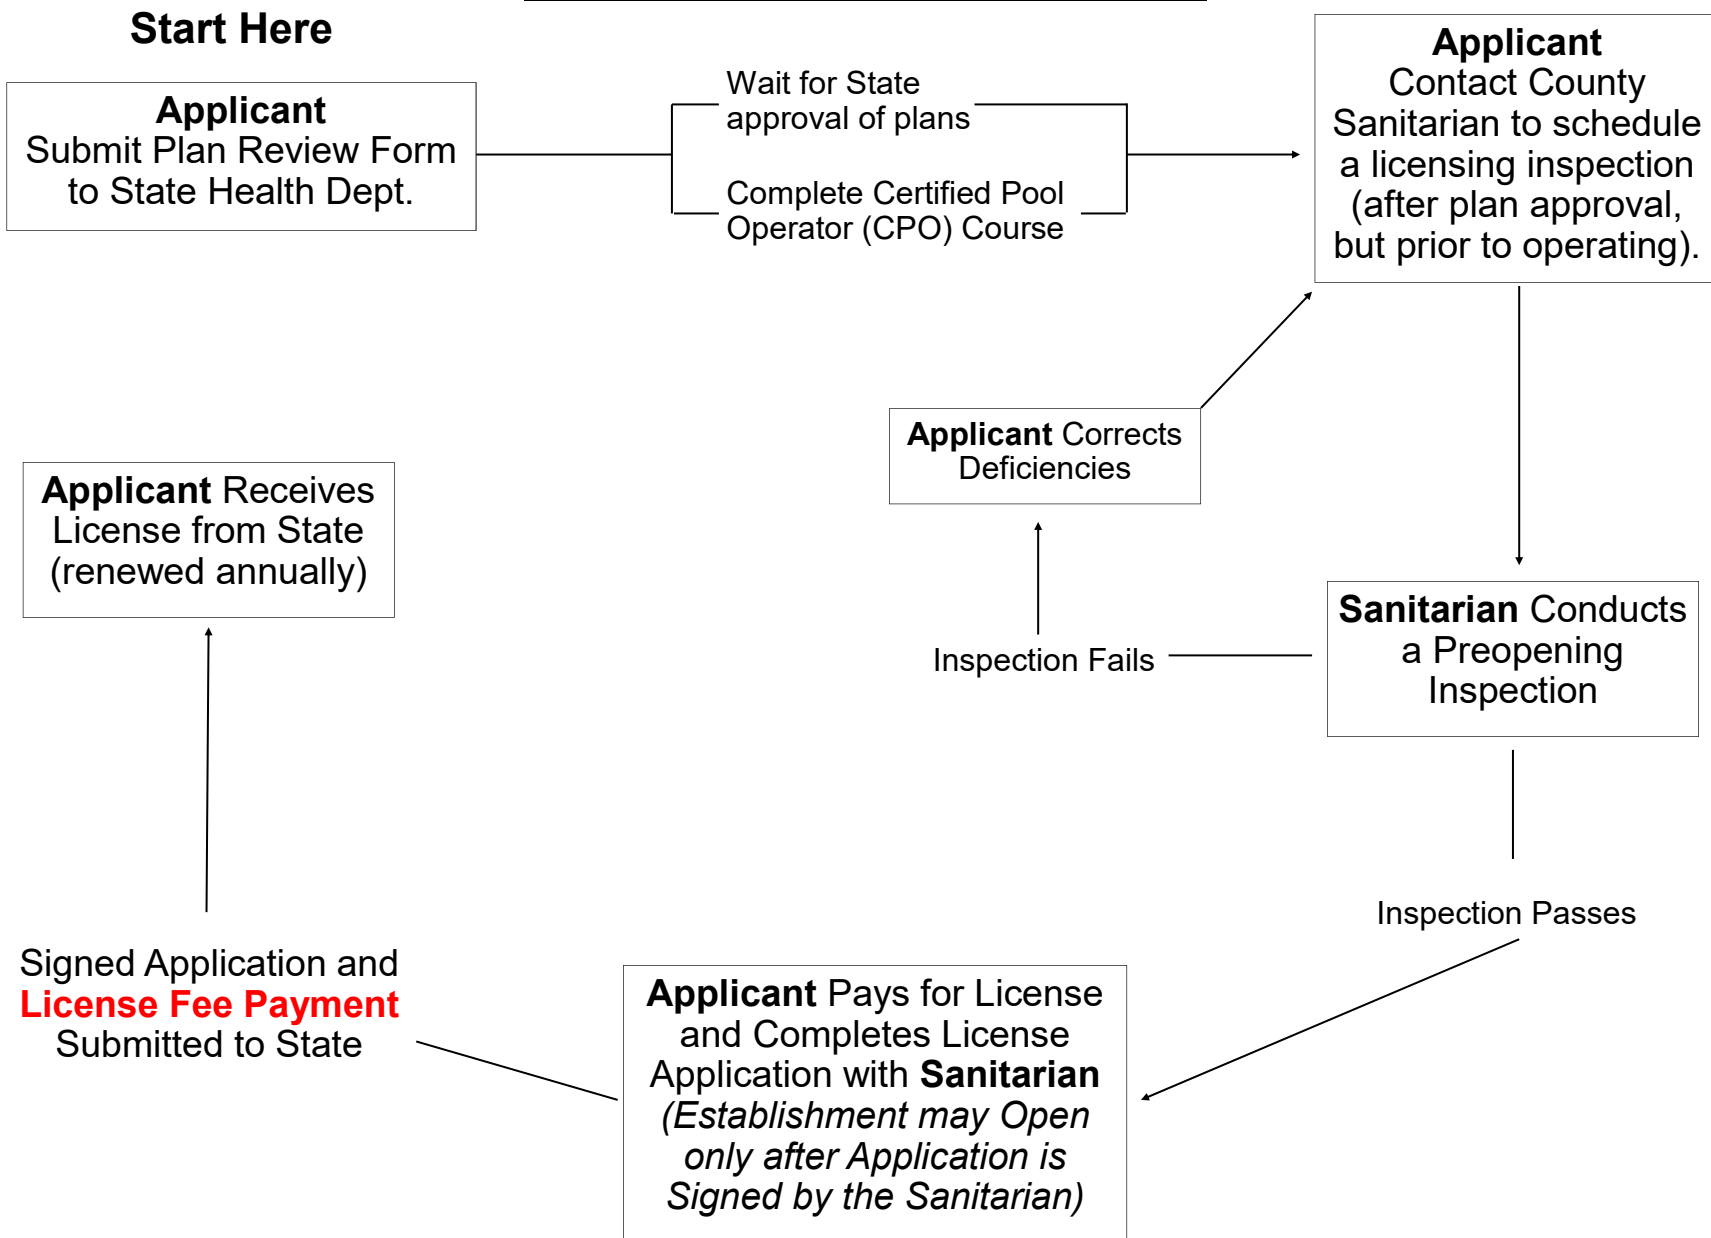 Start Here
Applicant
Submit Plan Review Form
to State Health Dept.
Wait for State
approval of plans
Complete Certified Pool
Operator (CPO) Course
Applicant
Contact County
Sanitarian to schedule
a licensing inspection
(after plan approval,
but prior to operating).
Applicant Corrects
Deficiencies
Applicant Receives
License from State
(renewed annually)
Inspection Fails
Sanitarian Conducts
a Preopening
Inspection
Inspection Passes
Signed Application and
License Fee Payment
Submitted to State
Applicant Pays for License
and Completes License
Application with Sanitarian
(Establishment may Open
only after Application is
Signed by the Sanitarian)